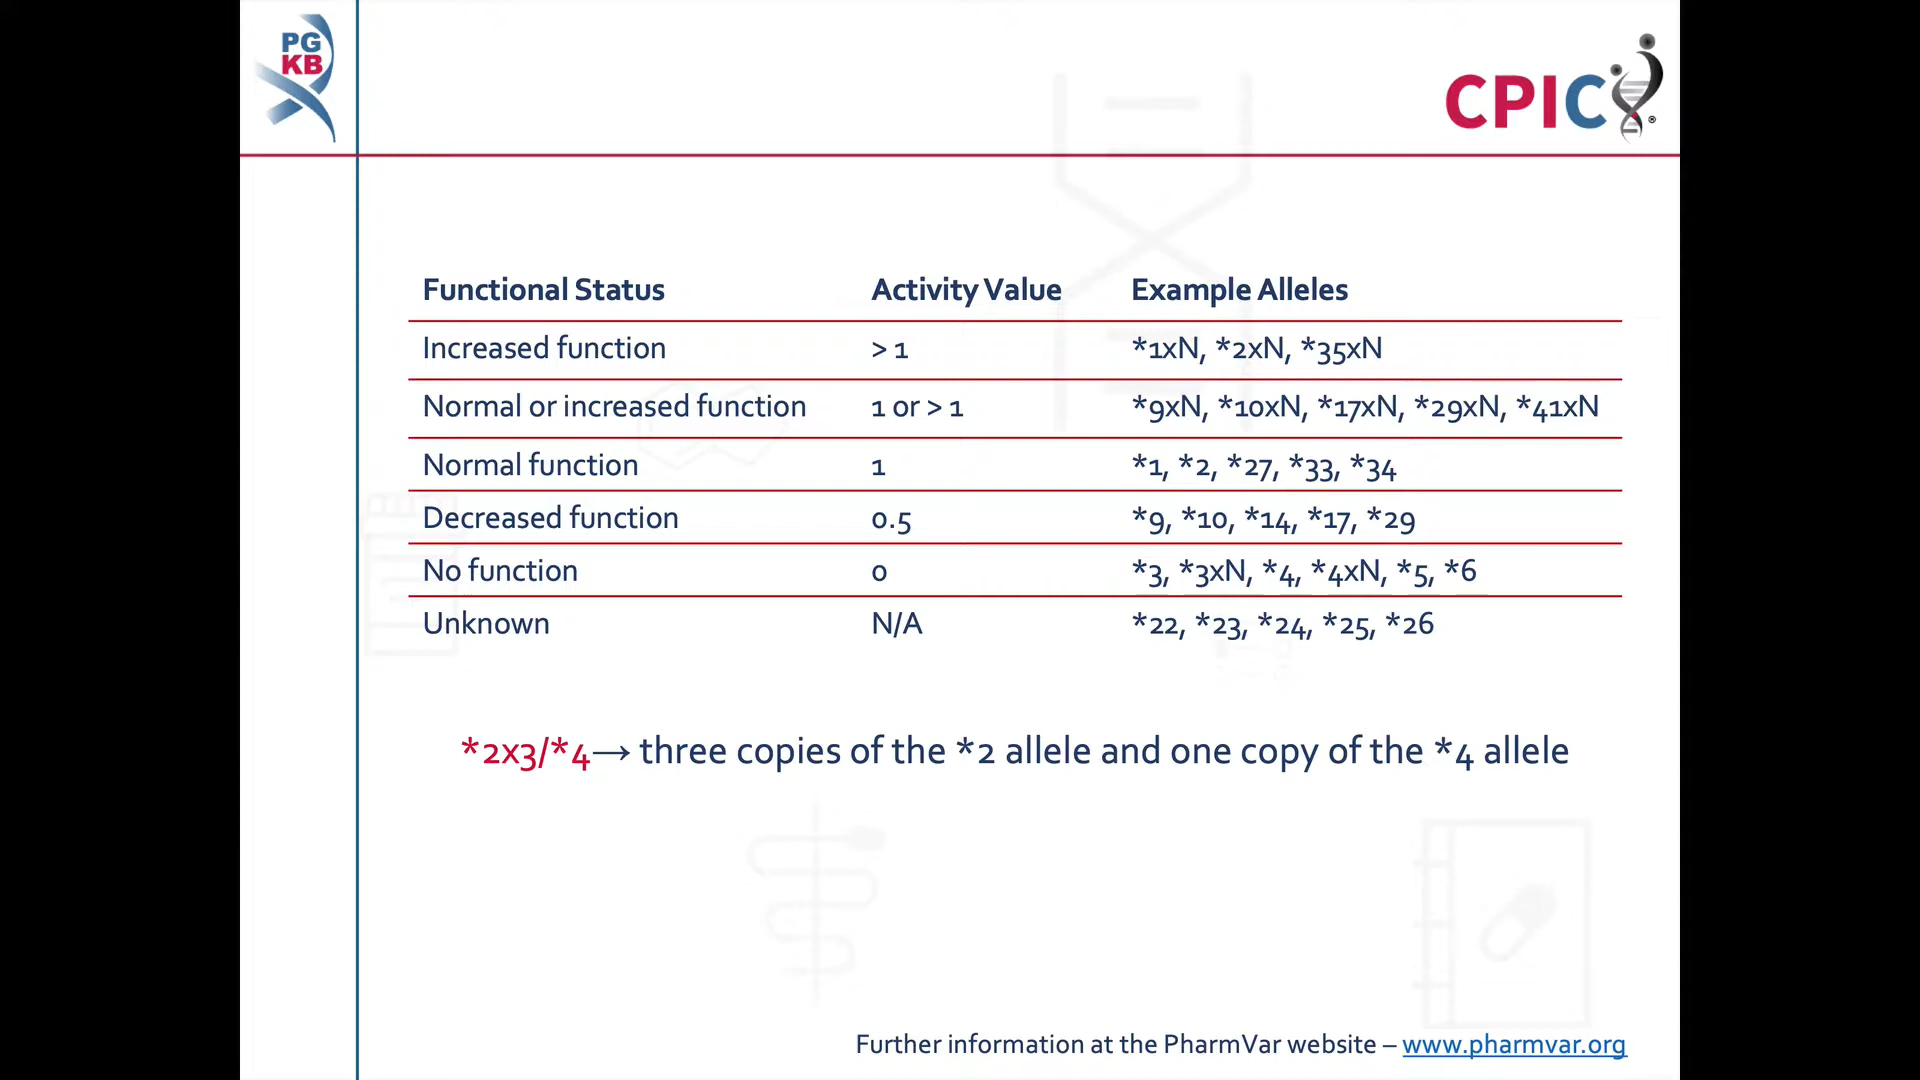 PG
KB
CPIC®
Functional Status Activity Value Example Alleles
Increased function > 1 *1xN, *2xN, *35xN
Normal or increased function 1 or > 1 *9xN, *10xN, *17xN, *29xN, *41xN
Normal function 1 *1, *2, *27, *33, *34
Decreased function 0.5 *9, *10, *14, *17, *29
No function 0 *3, *3xN, *4, *4xN, *5, *6
Unknown N/A *22, *23, *24, *25, *26
*2x3/*4→ three copies of the *2 allele and one copy of the *4 allele
Further information at the PharmVar website – www.pharmvar.org